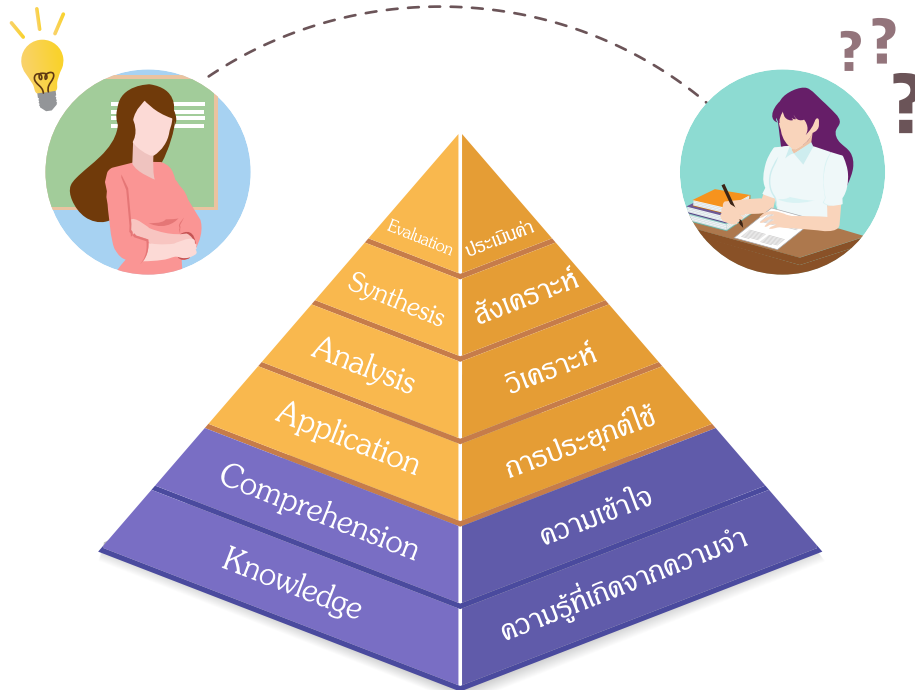 ? ? ?
Evaluation ประเมินค่า
Synthesis สังเคราะห์
Analysis วิเคราะห์
Application การประยุกต์ใช้
Comprehension ความเข้าใจ
Knowledge ความรู้ที่เกิดจากความจำ